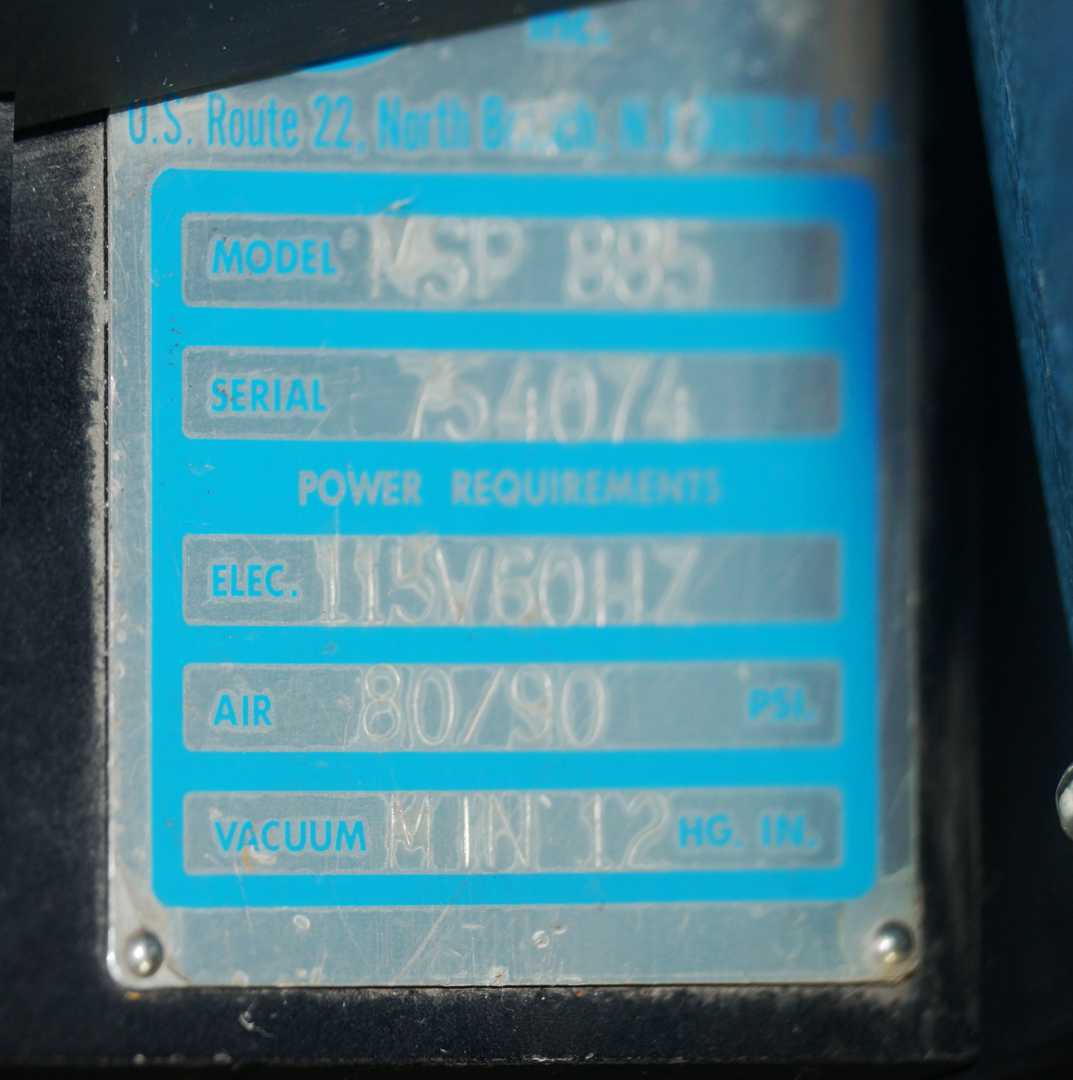 Inc.
U.S. Route 22, North Branch, N.J. U.S.A.
MODEL MSP 885
SERIAL 754074
POWER REQUIREMENTS
ELEC. 115V60HZ
AIR 80/90 PSI.
VACUUM MIN 12 HG. IN.